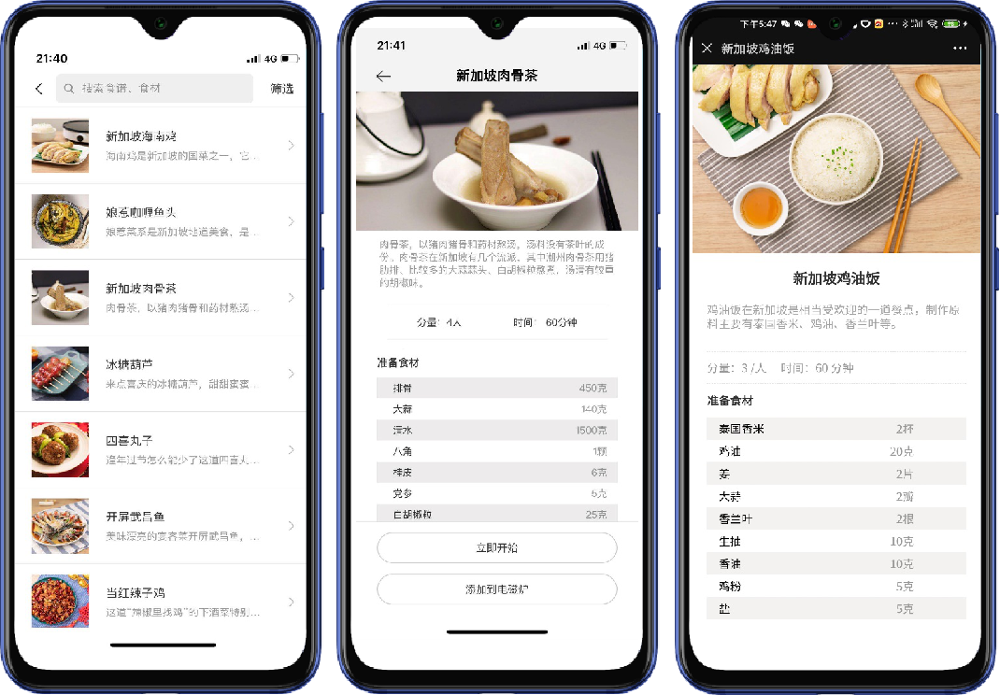 21:40
4G
搜索食谱、食材
筛选
新加坡海南鸡
海南鸡是新加坡的国菜之一，它...
娘惹咖喱鱼头
娘惹菜系是新加坡地道美食，是...
新加坡肉骨茶
肉骨茶，以猪肉猪骨和药材熬汤...
冰糖葫芦
来点喜庆的冰糖葫芦，甜甜蜜蜜...
四喜丸子
逢年过节怎么能少了这道四喜丸...
开屏武昌鱼
美味漂亮的宴客菜开屏武昌鱼，...
当红辣子鸡
这道“辣椒里找鸡”的下酒菜特别...
21:41
4G
新加坡肉骨茶
肉骨茶，以猪肉猪骨和药材熬汤，汤料没有茶叶的成
份。肉骨茶在新加坡有几个流派，其中潮州肉骨茶用猪
肋排、比较多的大蒜蒜头、白胡椒粒熬煮，汤清有较重
的胡椒味。
分量： 4人 时间： 60分钟
准备食材
排骨 450克
大蒜 140克
清水 1500克
八角 1颗
桂皮 6克
党参 5克
白胡椒粒 25克
立即开始
添加到电磁炉
下午5:47
新加坡鸡油饭
新加坡鸡油饭
鸡油饭在新加坡是相当受欢迎的一道餐点，制作原
料主要有泰国香米、鸡油、香兰叶等。
分量：3 /人 时间：60 分钟
准备食材
泰国香米 2杯
鸡油 20克
姜 2片
大蒜 2瓣
香兰叶 2根
生抽 10克
香油 10克
鸡粉 5克
盐 5克